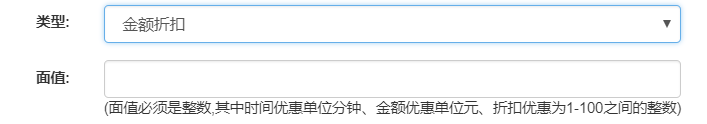 类型: 金额折扣
面值:
(面值必须是整数,其中时间优惠单位分钟、金额优惠单位元、折扣优惠为1-100之间的整数)